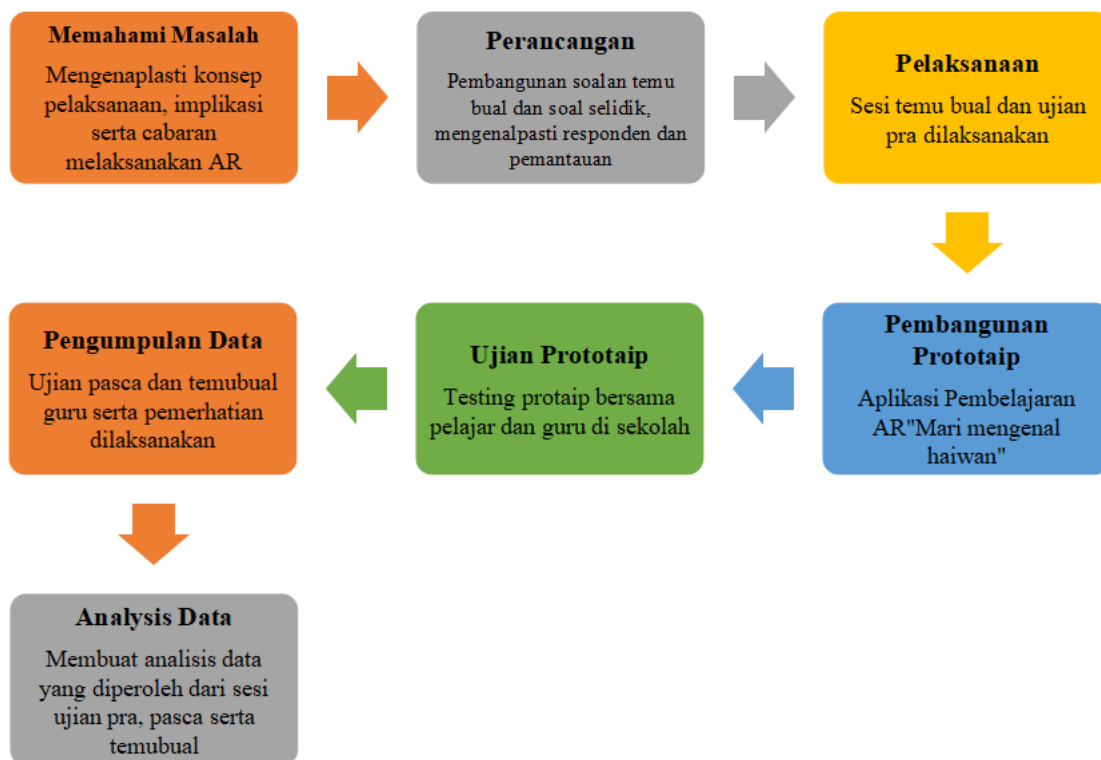 Memahami Masalah
Mengenaplasti konsep
pelaksanaan, implikasi
serta cabaran
melaksanakan AR
Perancangan
Pembangunan soalan temu
bual dan soal selidik,
mengenalpasti responden dan
pemantauan
Pelaksanaan
Sesi temu bual dan ujian
pra dilaksanakan
Pembangunan
Prototaip
Aplikasi Pembelajaran
AR"Mari mengenal
haiwan"
Ujian Prototaip
Testing protaip bersama
pelajar dan guru di sekolah
Pengumpulan Data
Ujian pasca dan temubual
guru serta pemerhatian
dilaksanakan
Analysis Data
Membuat analisis data
yang diperoleh dari sesi
ujian pra, pasca serta
temubual